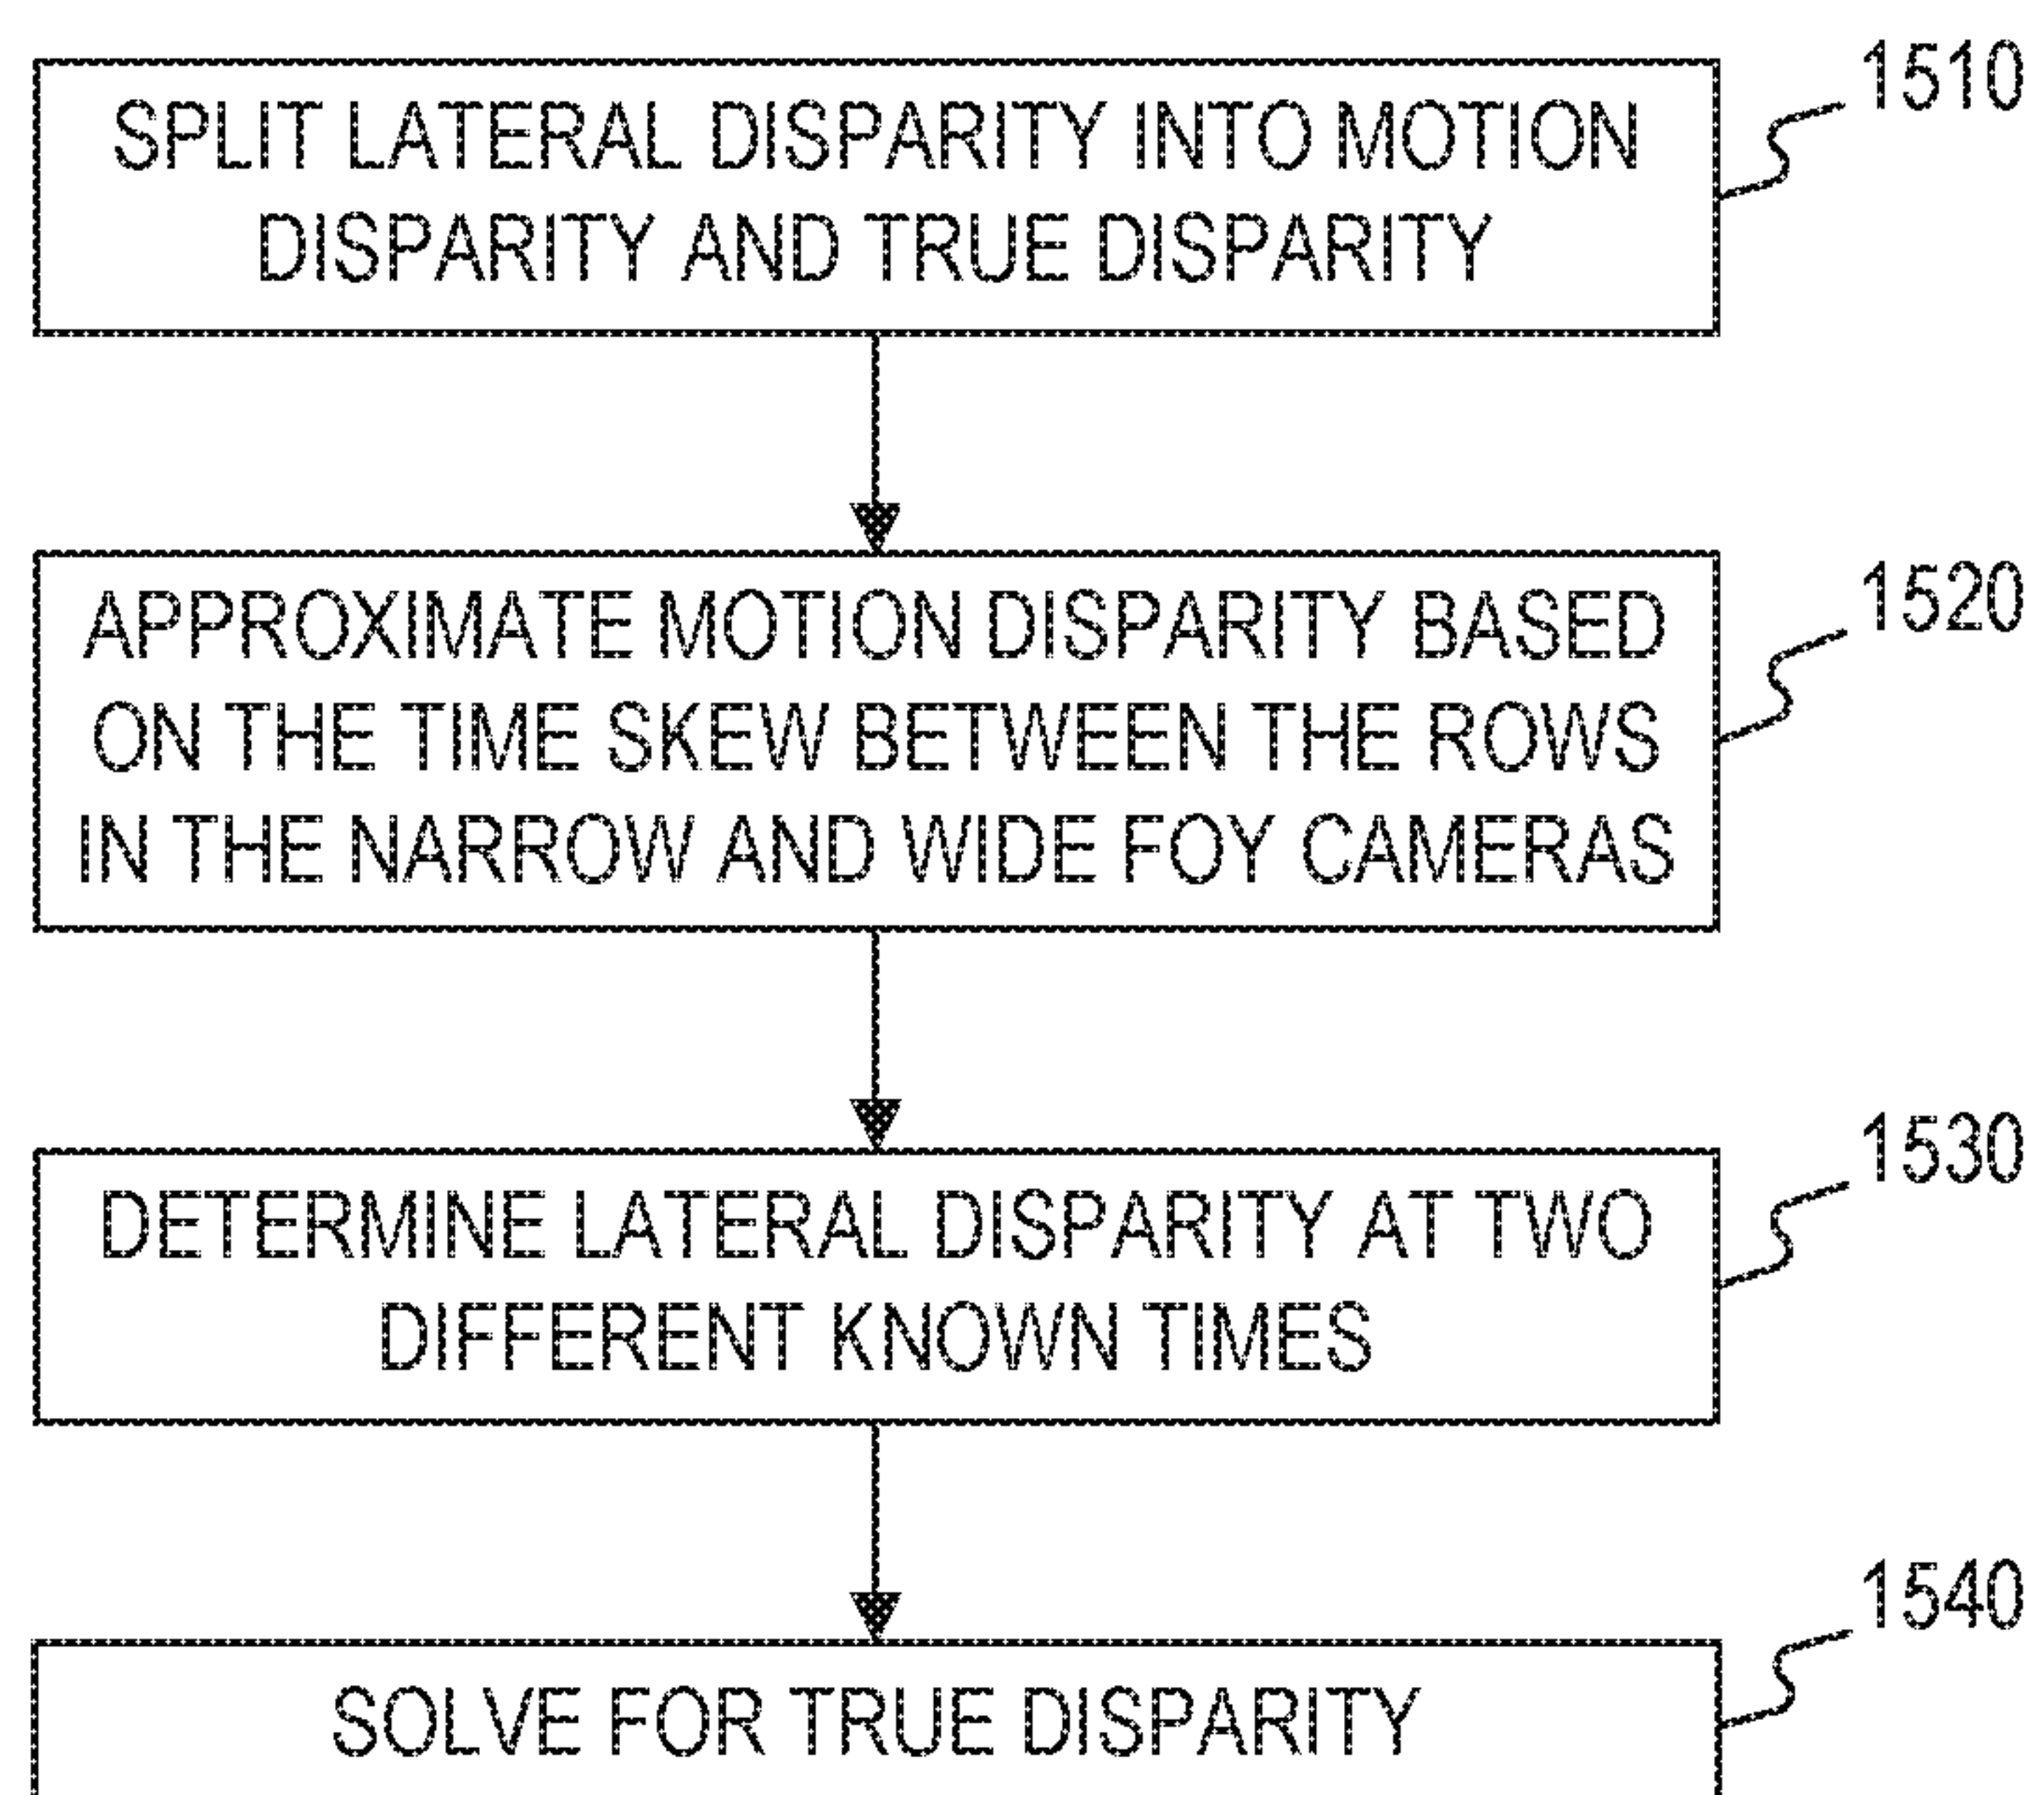 1510
SPLIT LATERAL DISPARITY INTO MOTION
DISPARITY AND TRUE DISPARITY
1520
APPROXIMATE MOTION DISPARITY BASED
ON THE TIME SKEW BETWEEN THE ROWS
IN THE NARROW AND WIDE FOY CAMERAS
1530
DETERMINE LATERAL DISPARITY AT TWO
DIFFERENT KNOWN TIMES
1540
SOLVE FOR TRUE DISPARITY